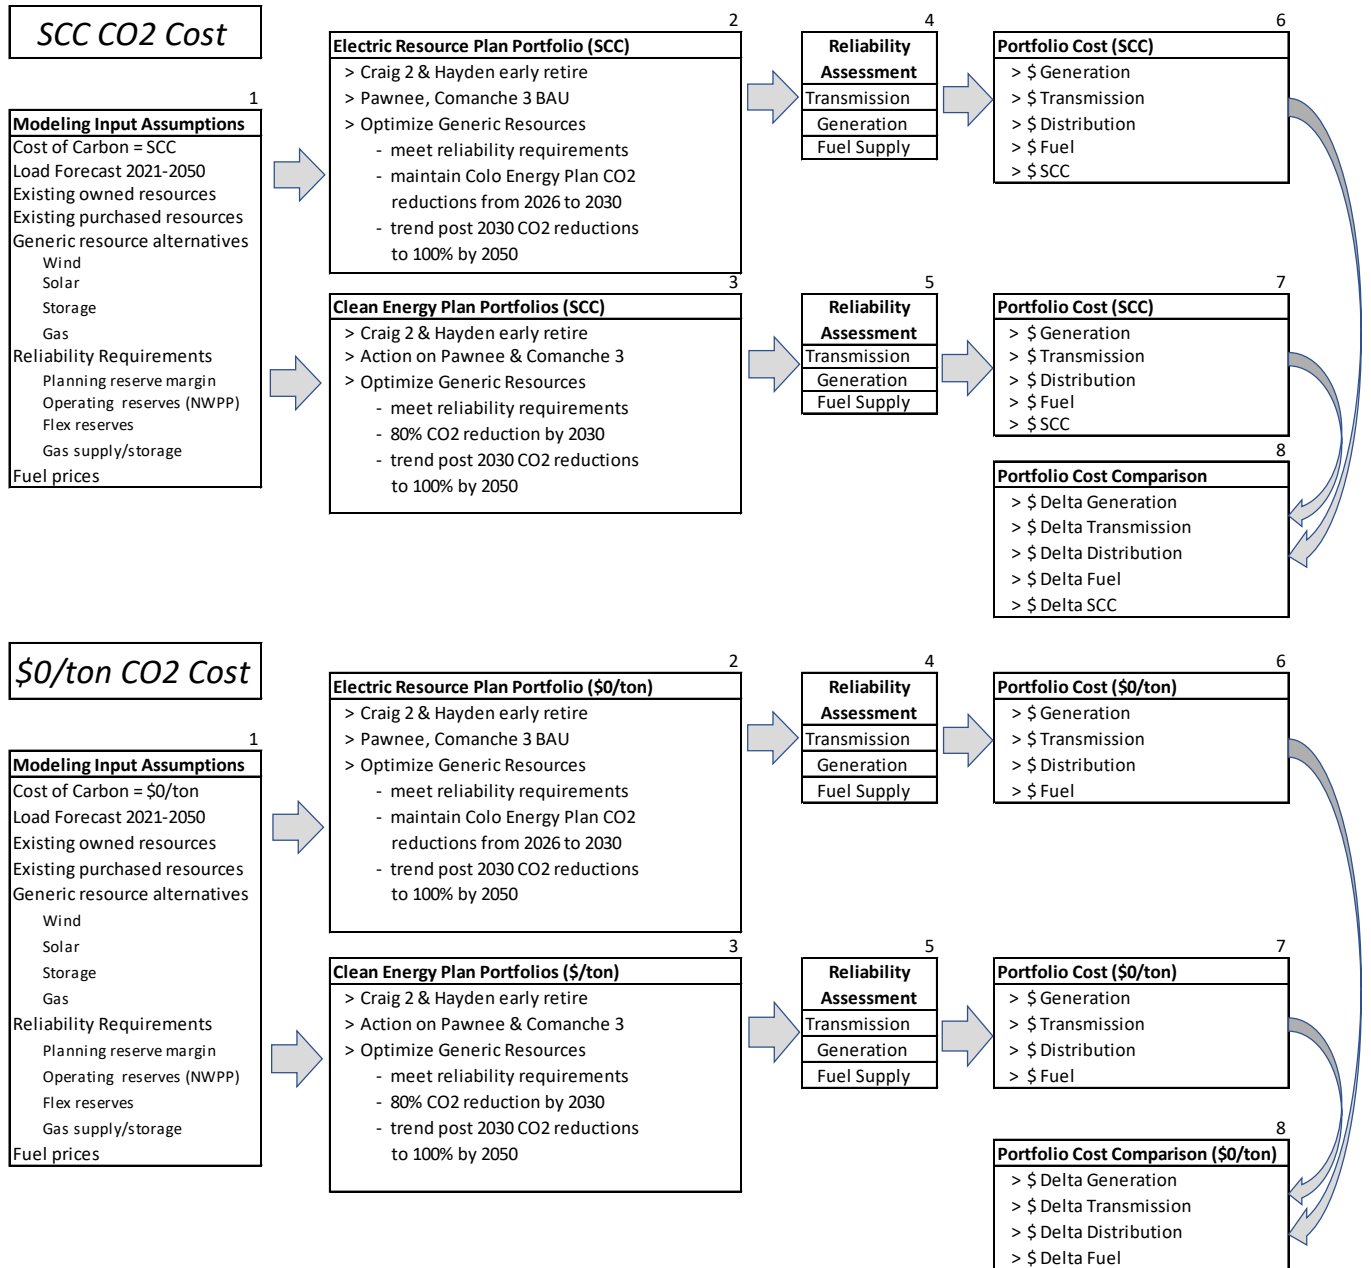 SCC CO2 Cost
1
Modeling Input Assumptions
Cost of Carbon = SCC
Load Forecast 2021-2050
Existing owned resources
Existing purchased resources
Generic resource alternatives
Wind
Solar
Storage
Gas
Reliability Requirements
Planning reserve margin
Operating reserves (NWPP)
Flex reserves
Gas supply/storage
Fuel prices
2
Electric Resource Plan Portfolio (SCC)
> Craig 2 & Hayden early retire
> Pawnee, Comanche 3 BAU
> Optimize Generic Resources
- meet reliability requirements
- maintain Colo Energy Plan CO2
reductions from 2026 to 2030
- trend post 2030 CO2 reductions
to 100% by 2050
3
Clean Energy Plan Portfolios (SCC)
> Craig 2 & Hayden early retire
> Action on Pawnee & Comanche 3
> Optimize Generic Resources
- meet reliability requirements
- 80% CO2 reduction by 2030
- trend post 2030 CO2 reductions
to 100% by 2050
4
Reliability
Assessment
Transmission
Generation
Fuel Supply
5
Reliability
Assessment
Transmission
Generation
Fuel Supply
6
Portfolio Cost (SCC)
> $ Generation
> $ Transmission
> $ Distribution
> $ Fuel
> $ SCC
7
Portfolio Cost (SCC)
> $ Generation
> $ Transmission
> $ Distribution
> $ Fuel
> $ SCC
8
Portfolio Cost Comparison
> $ Delta Generation
> $ Delta Transmission
> $ Delta Distribution
> $ Delta Fuel
> $ Delta SCC
$0/ton CO2 Cost
1
Modeling Input Assumptions
Cost of Carbon = $0/ton
Load Forecast 2021-2050
Existing owned resources
Existing purchased resources
Generic resource alternatives
Wind
Solar
Storage
Gas
Reliability Requirements
Planning reserve margin
Operating reserves (NWPP)
Flex reserves
Gas supply/storage
Fuel prices
2
Electric Resource Plan Portfolio ($0/ton)
> Craig 2 & Hayden early retire
> Pawnee, Comanche 3 BAU
> Optimize Generic Resources
- meet reliability requirements
- maintain Colo Energy Plan CO2
reductions from 2026 to 2030
- trend post 2030 CO2 reductions
to 100% by 2050
3
Clean Energy Plan Portfolios ($/ton)
> Craig 2 & Hayden early retire
> Action on Pawnee & Comanche 3
> Optimize Generic Resources
- meet reliability requirements
- 80% CO2 reduction by 2030
- trend post 2030 CO2 reductions
to 100% by 2050
4
Reliability
Assessment
Transmission
Generation
Fuel Supply
5
Reliability
Assessment
Transmission
Generation
Fuel Supply
6
Portfolio Cost ($0/ton)
> $ Generation
> $ Transmission
> $ Distribution
> $ Fuel
7
Portfolio Cost ($0/ton)
> $ Generation
> $ Transmission
> $ Distribution
> $ Fuel
8
Portfolio Cost Comparison ($0/ton)
> $ Delta Generation
> $ Delta Transmission
> $ Delta Distribution
> $ Delta Fuel